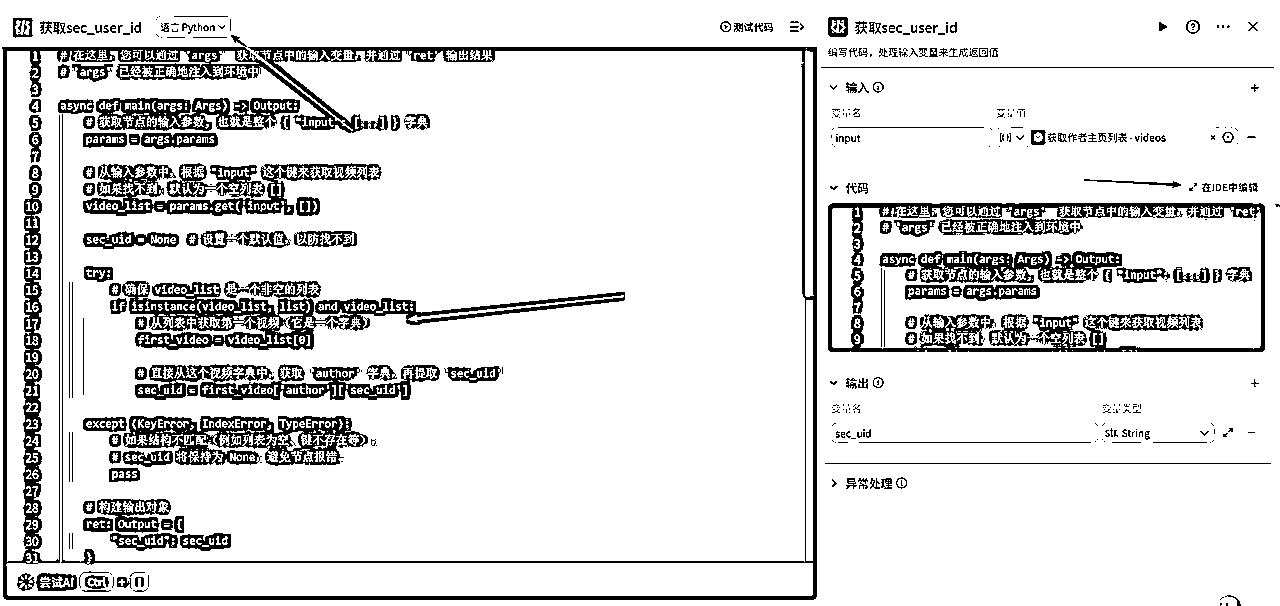 获取sec_user_id 语言 Python 测试代码
1 # 在这里，您可以通过 'args' 获取节点中的输入变量，并通过 'ret' 输出结果
2 # 'args' 已经被正确地注入到环境中
3
4 async def main(args: Args) -> Output:
5 # 获取节点的输入参数，也就是整个 { "input": [...] } 字典
6 params = args.params
7
8 # 从输入参数中，根据 "input" 这个键来获取视频列表
9 # 如果找不到，默认为一个空列表 []
10 video_list = params.get('input', [])
11
12 sec_uid = None # 设置一个默认值，以防找不到
13
14 try:
15 # 确保 video_list 是一个非空的列表
16 if isinstance(video_list, list) and video_list:
17 # 从列表中获取第一个视频（它是一个字典）
18 first_video = video_list[0]
19
20 # 直接从这个视频字典中，获取 'author' 字典，再提取 'sec_uid'
21 sec_uid = first_video['author']['sec_uid']
22
23 except (KeyError, IndexError, TypeError):
24 # 如果结构不匹配（例如列表为空、键不存在等），
25 # sec_uid 将保持为 None，避免节点报错。
26 pass
27
28 # 构建输出对象
29 ret: Output = {
30 "sec_uid": sec_uid
31 }
尝试AI Ctrl + I
获取sec_user_id
编写代码，处理输入变量来生成返回值
输入
变量名 变量值
input 获取作者主页列表 - videos
代码 在IDE中编辑
1 # 在这里，您可以通过 'args' 获取节点中的输入变量，并通过 'ret'
2 # 'args' 已经被正确地注入到环境中
3
4 async def main(args: Args) -> Output:
5 # 获取节点的输入参数，也就是整个 { "input": [...] } 字典
6 params = args.params
7
8 # 从输入参数中，根据 "input" 这个键来获取视频列表
9 # 如果找不到，默认为一个空列表 []
输出
变量名 变量类型
sec_uid str. String
异常处理